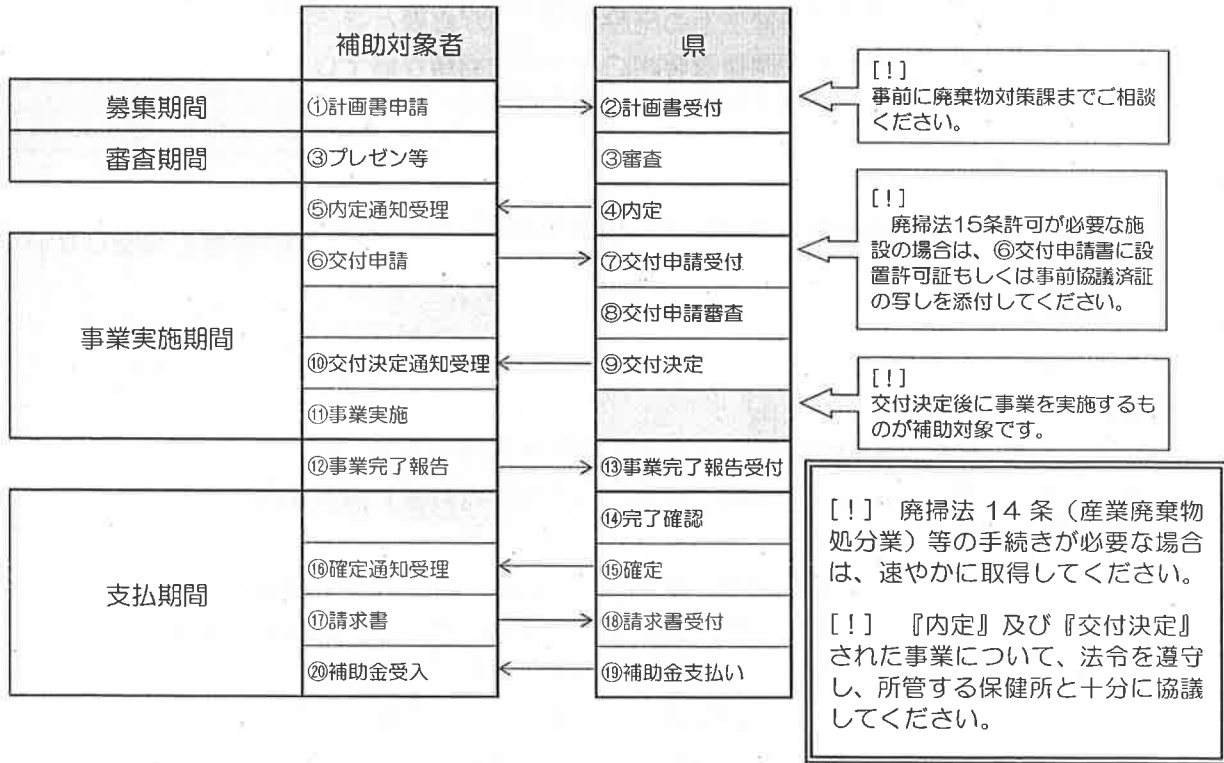 補助対象者
県
募集期間
①計画書申請
②計画書受付
審査期間
③プレゼン等
③審査
⑤内定通知受理
④内定
事業実施期間
⑥交付申請
⑦交付申請受付
⑧交付申請審査
⑩交付決定通知受理
⑨交付決定
⑪事業実施
⑫事業完了報告
⑬事業完了報告受付
支払期間
⑭完了確認
⑯確定通知受理
⑮確定
⑰請求書
⑱請求書受付
⑳補助金受入
⑲補助金支払い
[!]
事前に廃棄物対策課までご相談
ください。
[!]
廃掃法15条許可が必要な施
設の場合は、⑥交付申請書に設
置許可証もしくは事前協議済証
の写しを添付してください。
[!]
交付決定後に事業を実施するも
のが補助対象です。
[!] 廃掃法 14 条（産業廃棄物
処分業）等の手続きが必要な場合
は、速やかに取得してください。
[!] 『内定』及び『交付決定』
された事業について、法令を遵守
し、所管する保健所と十分に協議
してください。